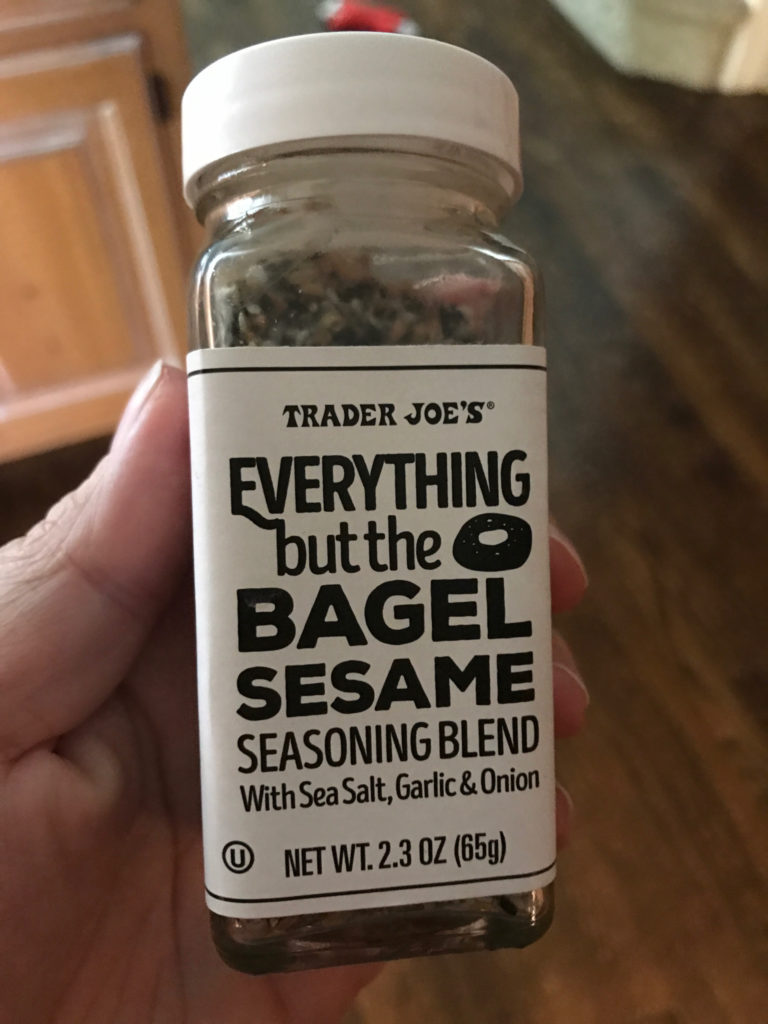 TRADER JOE'S®
EVERYTHING
but the
BAGEL
SESAME
SEASONING BLEND
With Sea Salt, Garlic & Onion
U NET WT. 2.3 OZ (65g)